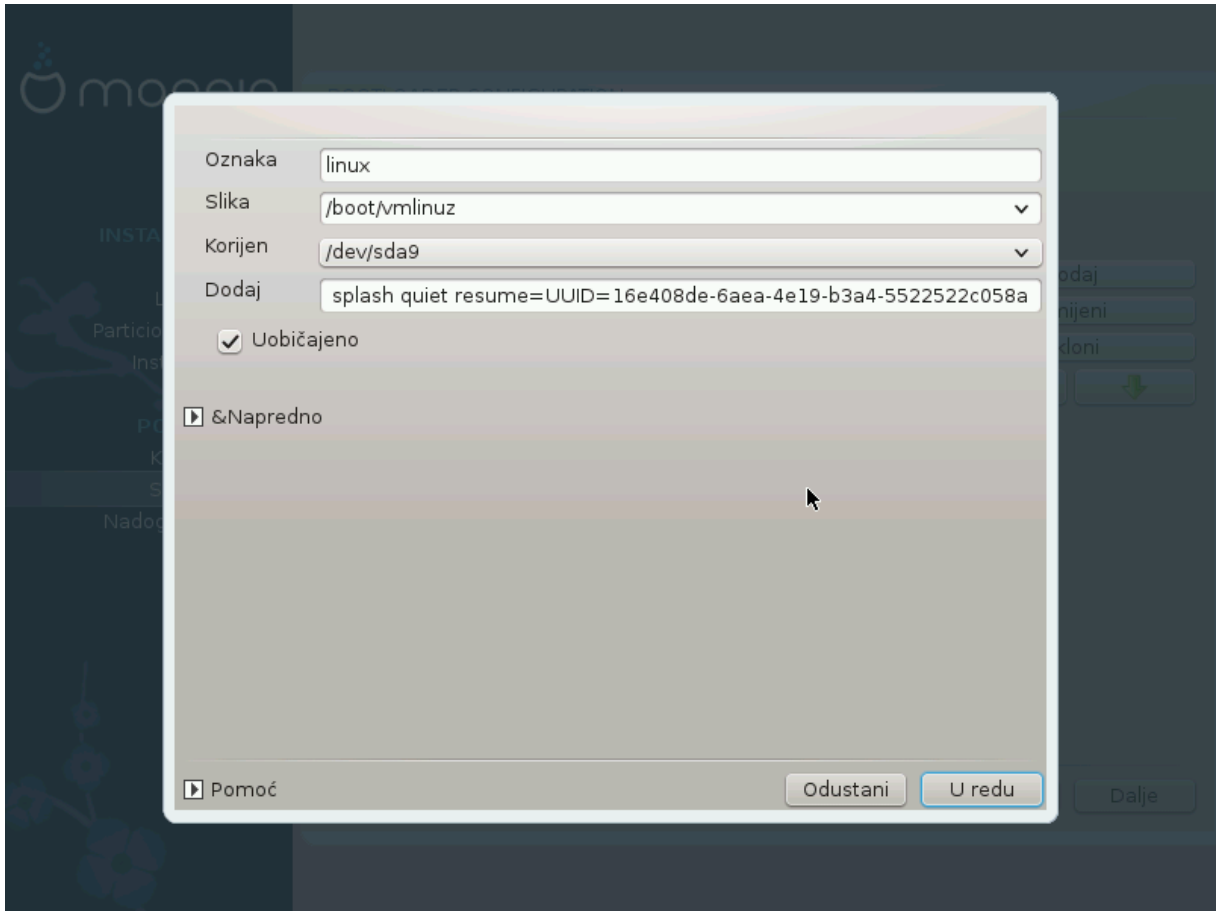 Oznaka linux
Slika /boot/vmlinuz
Korijen /dev/sda9
Dodaj splash quiet resume=UUID=16e408de-6aea-4e19-b3a4-5522522c058a
Uobičajeno
&Napredno
Pomoć Odustani U redu
Dalje